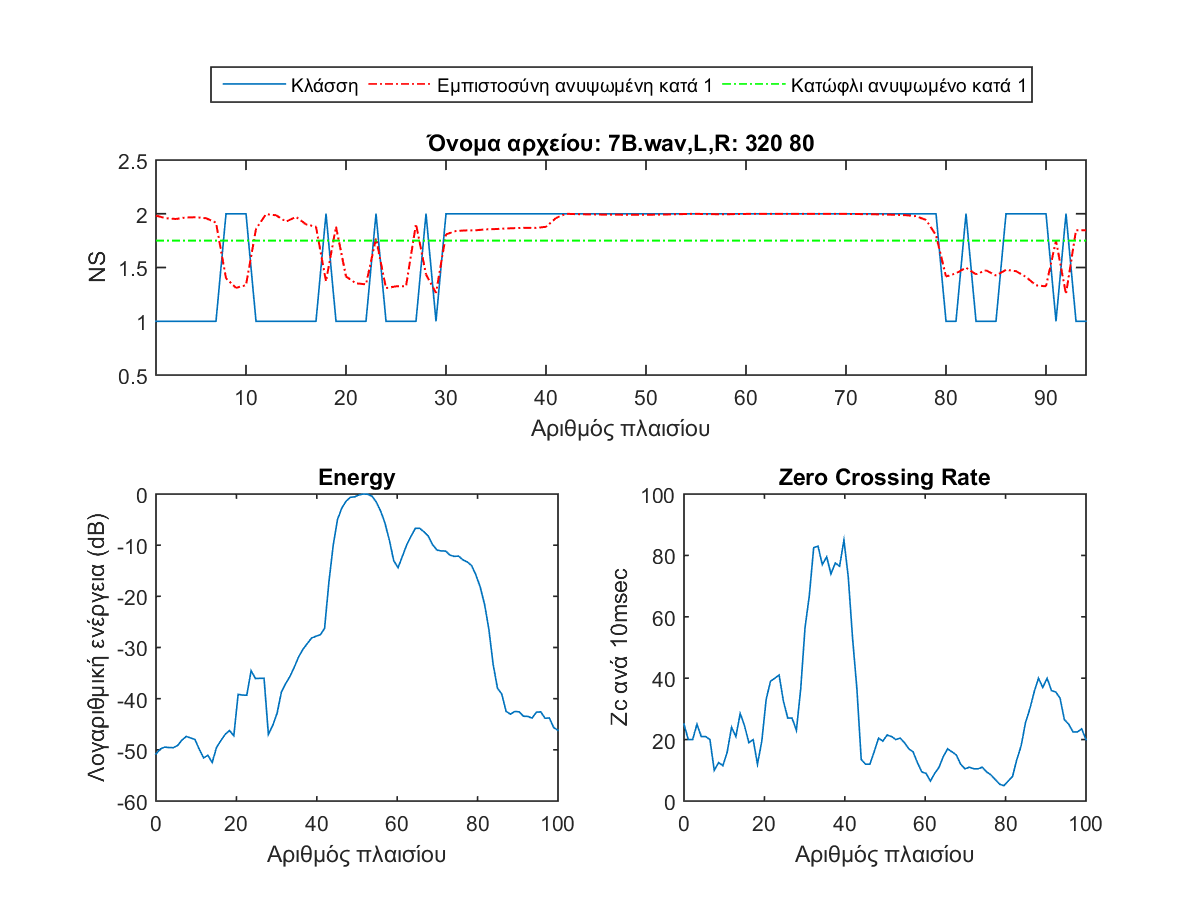 Κλάσση Εμπιστοσύνη ανυψωμένη κατά 1 Κατώφλι ανυψωμένο κατά 1
Όνομα αρχείου: 7B.wav,L,R: 320 80
2.5
2
1.5
1
0.5
NS
10 20 30 40 50 60 70 80 90
Αριθμός πλαισίου
Energy
0
-10
-20
-30
-40
-50
-60
Λογαριθμική ενέργεια (dB)
0 20 40 60 80 100
Αριθμός πλαισίου
Zero Crossing Rate
100
80
60
40
20
0
Zc ανά 10msec
0 20 40 60 80 100
Αριθμός πλαισίου